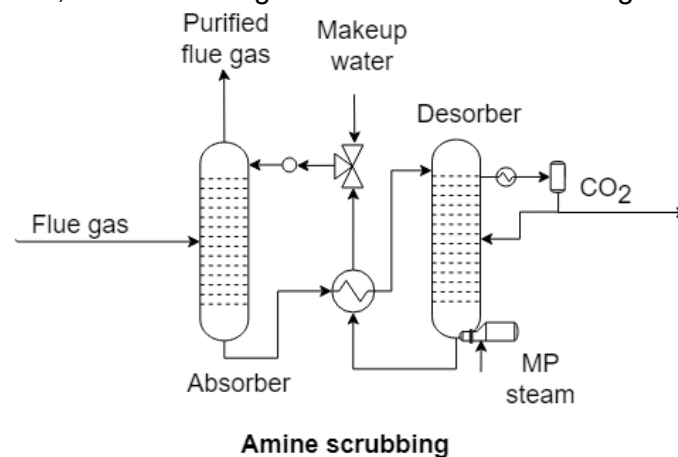 Purified
flue gas
Makeup
water
Desorber
CO2
Flue gas
Absorber
MP
steam
Amine scrubbing